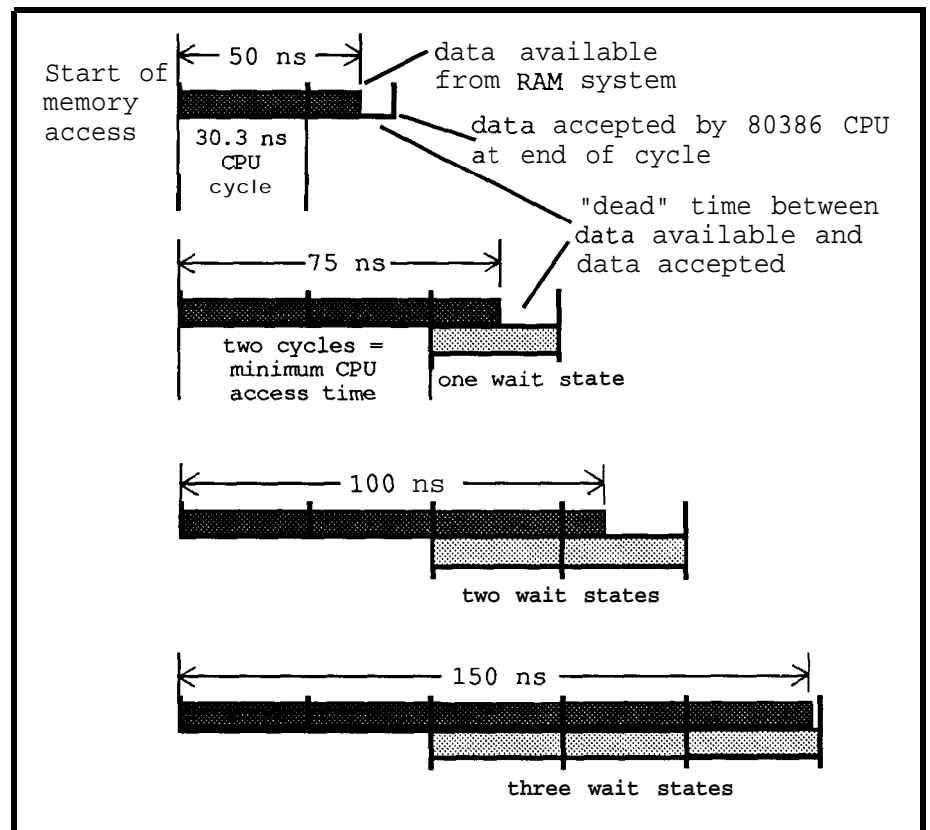 50 ns
data available
from RAM system
Start of
memory
access
data accepted by 80386 CPU
at end of cycle
30.3 ns
CPU
cycle
"dead" time between
data available and
data accepted
75 ns
two cycles =
minimum CPU
access time
one wait state
100 ns
two wait states
150 ns
three wait states